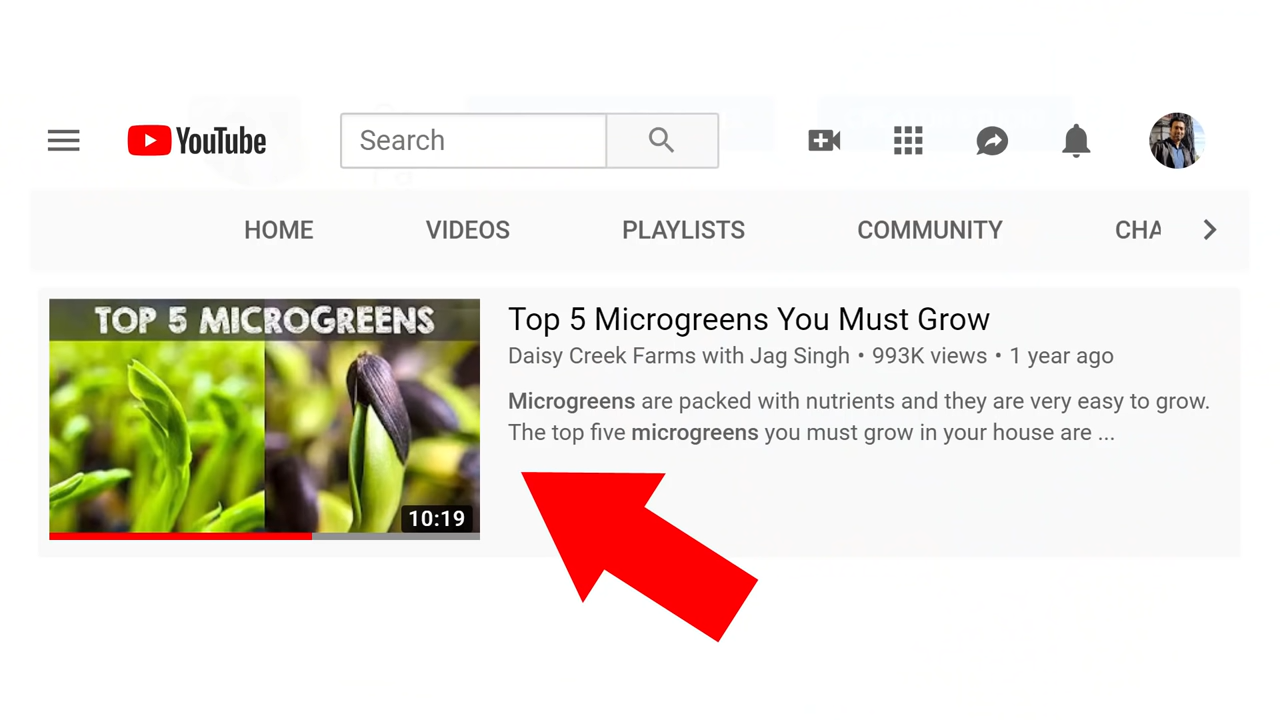 YouTube
Search
HOME VIDEOS PLAYLISTS COMMUNITY CHA
TOP 5 MICROGREENS
10:19
Top 5 Microgreens You Must Grow
Daisy Creek Farms with Jag Singh • 993K views • 1 year ago
Microgreens are packed with nutrients and they are very easy to grow.
The top five microgreens you must grow in your house are ...